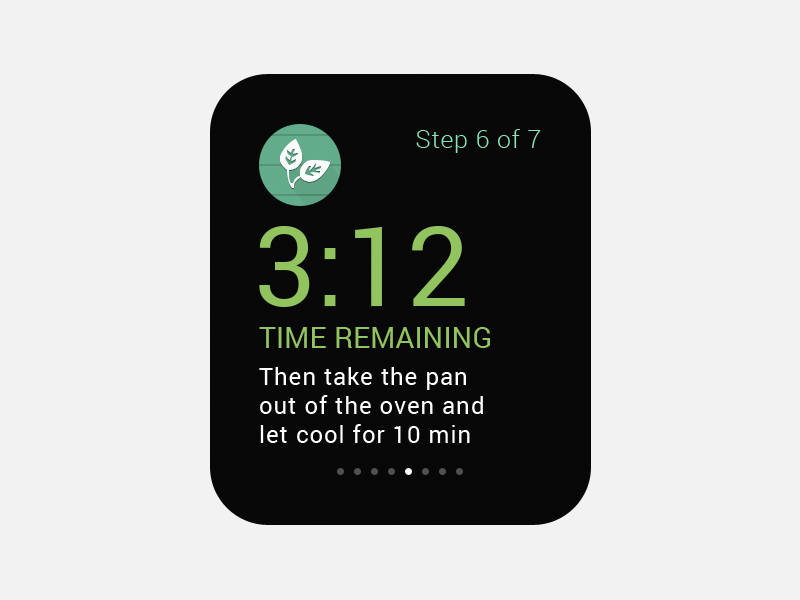 Step 6 of 7
3:12
TIME REMAINING
Then take the pan
out of the oven and
let cool for 10 min